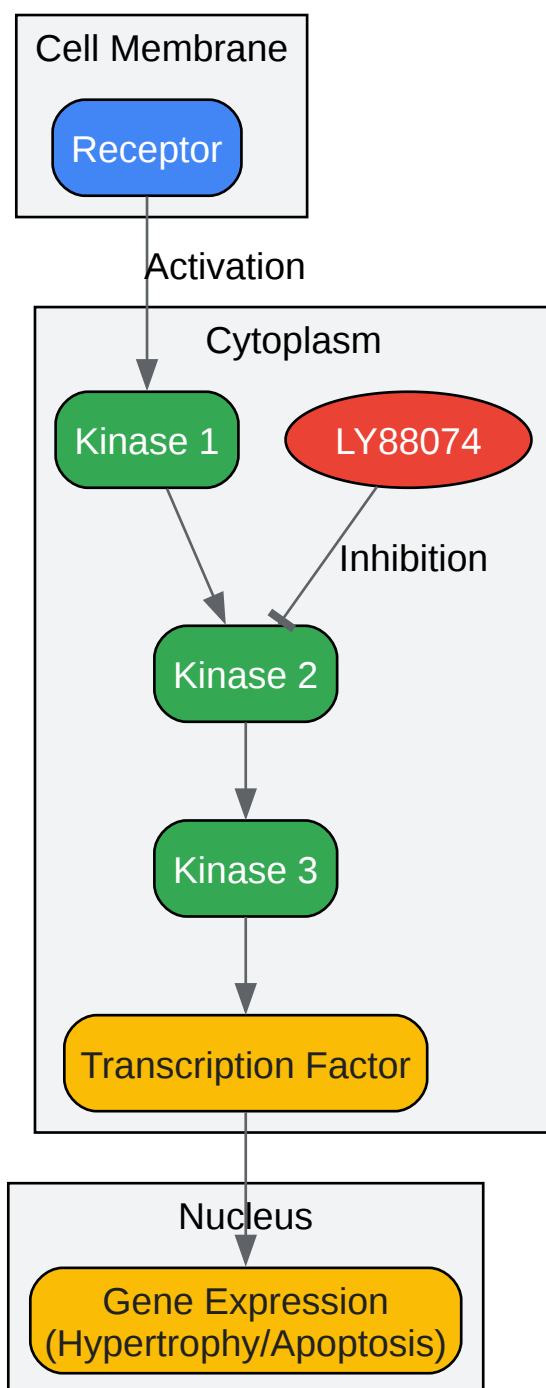 Cell Membrane
Receptor
Activation
Cytoplasm
Kinase 1
LY88074
Inhibition
Kinase 2
Kinase 3
Transcription Factor
Nucleus
Gene Expression
(Hypertrophy/Apoptosis)